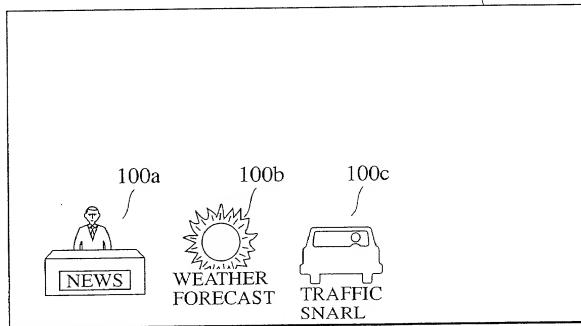 100a
100b
100c
NEWS
WEATHER
FORECAST
TRAFFIC
SNARL